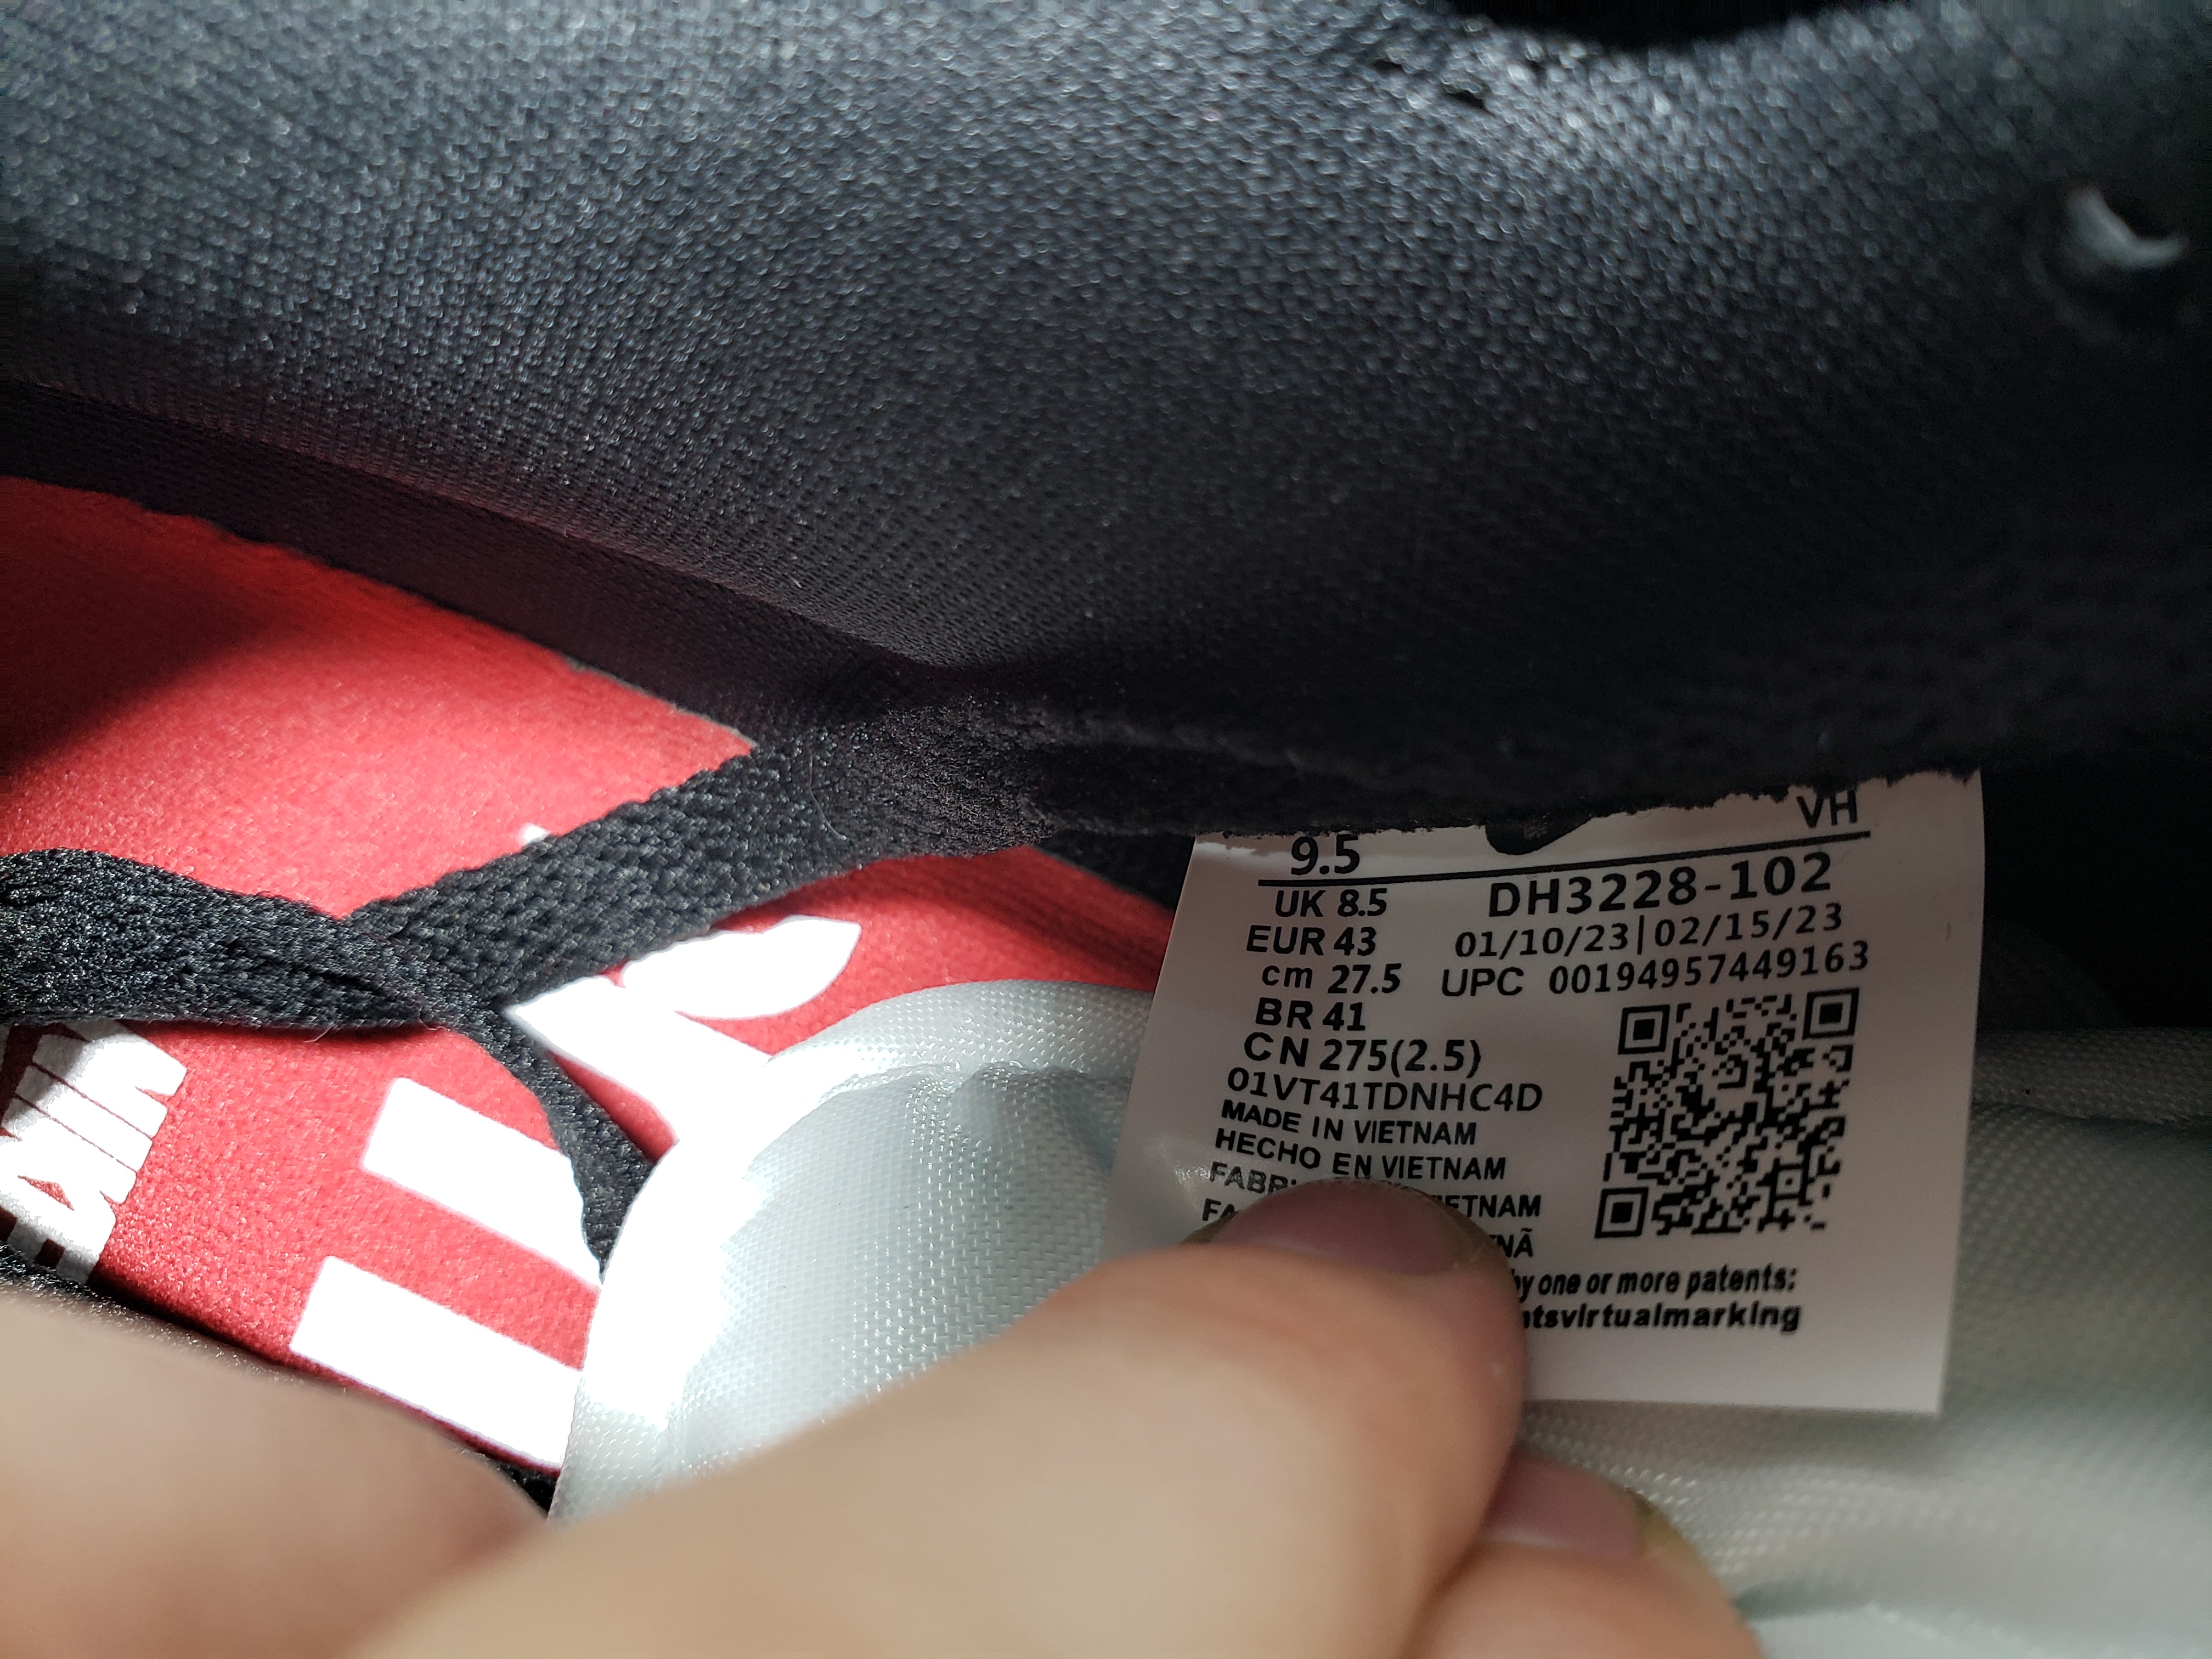 VH
9.5
DH3228-102
UK 8.5
01/10/23|02/15/23
EUR 43
UPC 00194957449163
cm 27.5
BR 41
CN 275(2.5)
01VT41TDNHC4D
MADE IN VIETNAM
HECHO EN VIETNAM
one or more patents: